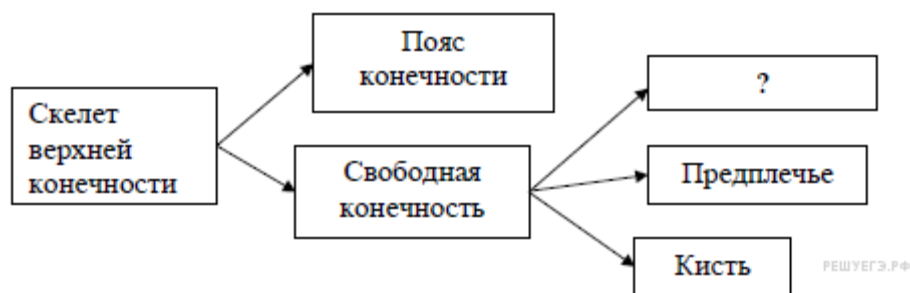 Скелет
верхней
конечности
Пояс
конечности
Свободная
конечность
?
Предплечье
Кисть
РЕШУЕГЭ.РФ